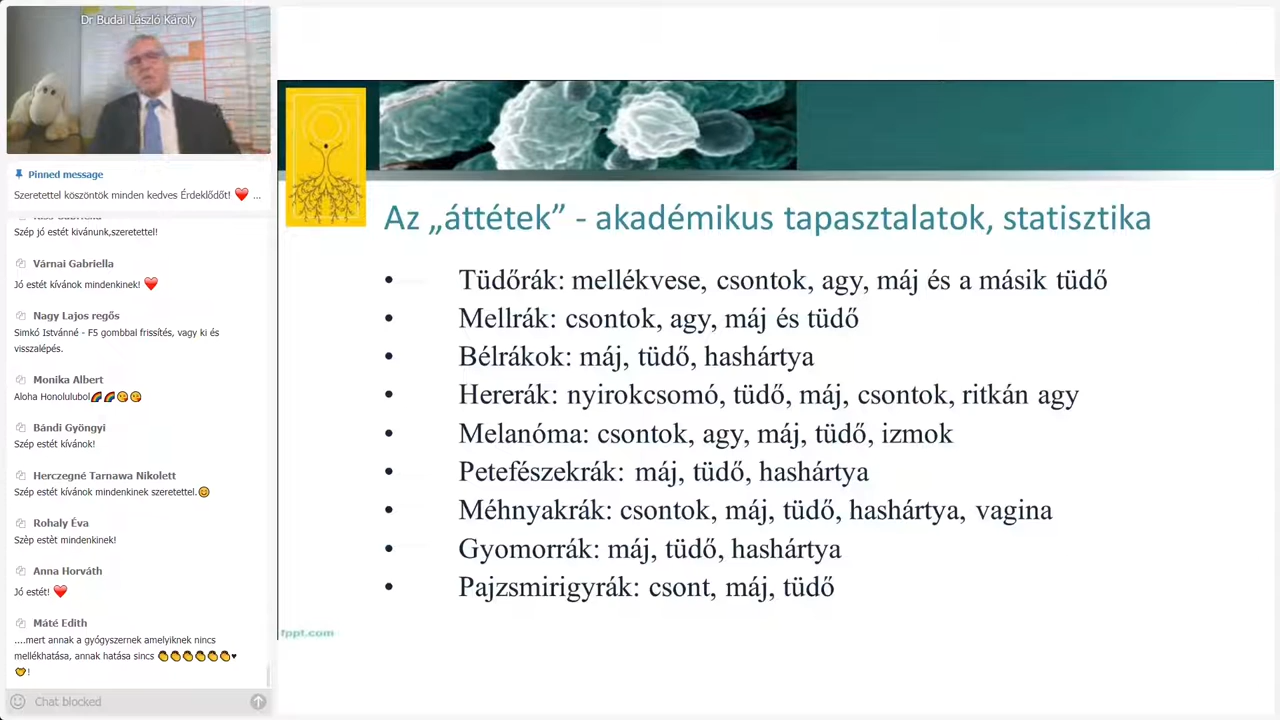 Dr Budai László Károly
Pinned message
Szeretettel köszöntök minden kedves Érdeklődőt! ❤️ ...
Szép jó estét kivánunk,szeretettel!
Várnai Gabriella
Jó estét kívánok mindenkinek! ❤️
Nagy Lajos regős
Simkó Istvánné - F5 gombbal frissítés, vagy ki és
visszalépés.
Monika Albert
Aloha Honolulubol🌈🌈😘😘
Bándi Gyöngyi
Szép estét kívánok!
Herczegné Tarnawa Nikolett
Szép estét kívánok mindenkinek szeretettel.😊
Rohaly Éva
Szèp estèt mindenkinek!
Anna Horváth
Jó estét! ❤️
Máté Edith
....mert annak a gyógyszernek amelyiknek nincs
mellékhatása, annak hatása sincs 👏👏👏👏👏👏♥
!
Chat blocked
Az „áttétek” - akadémikus tapasztalatok, statisztika
• Tüdőrák: mellékvese, csontok, agy, máj és a másik tüdő
• Mellrák: csontok, agy, máj és tüdő
• Bélrákok: máj, tüdő, hashártya
• Hererák: nyirokcsomó, tüdő, máj, csontok, ritkán agy
• Melanóma: csontok, agy, máj, tüdő, izmok
• Petefészekrák: máj, tüdő, hashártya
• Méhnyakrák: csontok, máj, tüdő, hashártya, vagina
• Gyomorrák: máj, tüdő, hashártya
• Pajzsmirigyrák: csont, máj, tüdő
fppt.com